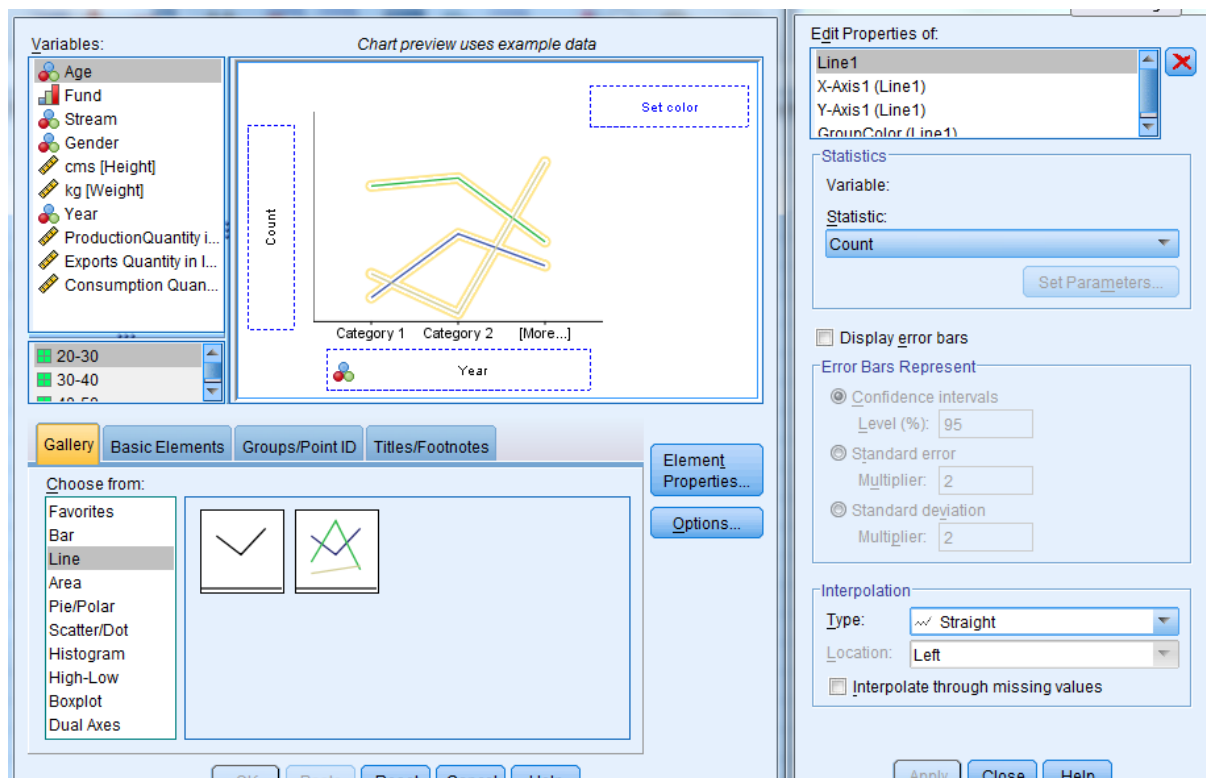 Variables:
Chart preview uses example data
Age
Fund
Stream
Gender
cms [Height]
kg [Weight]
Year
ProductionQuantity i...
Exports Quantity in I...
Consumption Quan...
20-30
30-40
Set color
Count
Category 1 Category 2 [More...]
Year
Gallery Basic Elements Groups/Point ID Titles/Footnotes
Choose from:
Favorites
Bar
Line
Area
Pie/Polar
Scatter/Dot
Histogram
High-Low
Boxplot
Dual Axes
Element
Properties...
Options...
Edit Properties of:
Line1
X-Axis1 (Line1)
Y-Axis1 (Line1)
GroupColor (Line1)
Statistics
Variable:
Statistic:
Count
Set Parameters...
Display error bars
Error Bars Represent
Confidence intervals
Level (%): 95
Standard error
Multiplier: 2
Standard deviation
Multiplier: 2
Interpolation
Type: Straight
Location: Left
Interpolate through missing values
Apply Close Help